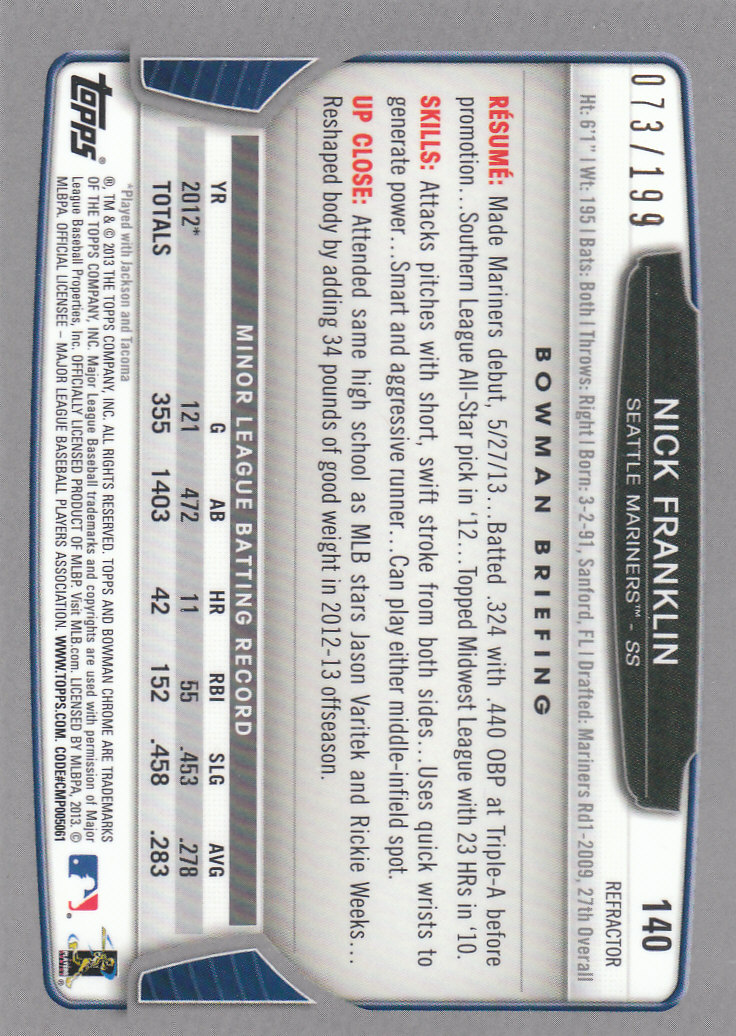 073/199
140
NICK FRANKLIN
SEATTLE MARINERS™ - SS
REFRACTOR
Ht: 6'1" | Wt: 195 | Bats: Both | Throws: Right | Born: 3-2-91, Sanford, FL | Drafted: Mariners Rd1-2009, 27th Overall
BOWMAN BRIEFING
RÉSUMÉ: Made Mariners debut, 5/27/13...Batted .324 with .440 OBP at Triple-A before
promotion...Southern League All-Star pick in '12...Topped Midwest League with 23 HRs in '10.
SKILLS: Attacks pitches with short, swift stroke from both sides...Uses quick wrists to
generate power...Smart and aggressive runner...Can play either middle-infield spot.
UP CLOSE: Attended same high school as MLB stars Jason Varitek and Rickie Weeks...
Reshaped body by adding 34 pounds of good weight in 2012-13 offseason.
MINOR LEAGUE BATTING RECORD
YR G AB HR RBI SLG AVG
2012* 121 472 11 55 .453 .278
TOTALS 355 1403 42 152 .458 .283
*Played with Jackson and Tacoma
topps®
®, TM & © 2013 THE TOPPS COMPANY, INC. ALL RIGHTS RESERVED. TOPPS AND BOWMAN CHROME ARE TRADEMARKS
OF THE TOPPS COMPANY, INC. Major League Baseball trademarks and copyrights are used with permission of Major
League Baseball Properties, Inc. OFFICIALLY LICENSED PRODUCT OF MLBP. Visit MLB.com. LICENSED BY MLBPA, 2013. ©
MLBPA. OFFICIAL LICENSEE – MAJOR LEAGUE BASEBALL PLAYERS ASSOCIATION. WWW.TOPPS.COM. CODE#CMP005061